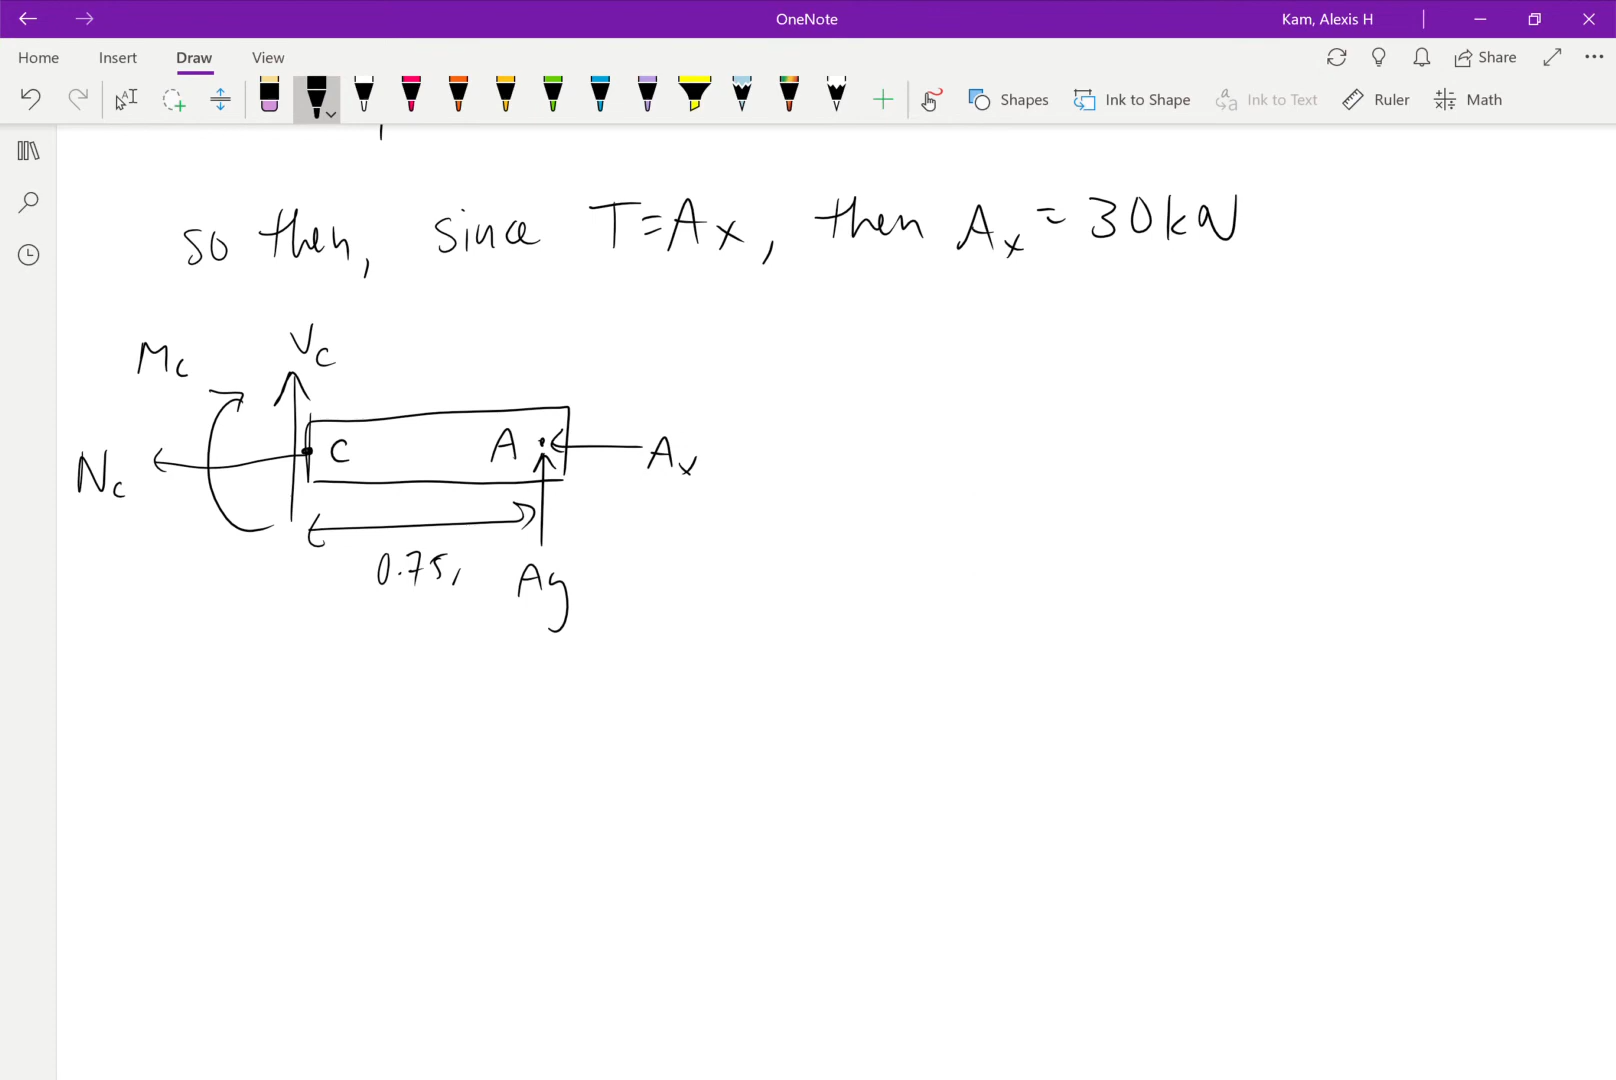 OneNote
Kam, Alexis H
Home Insert Draw View
Share
Shapes Ink to Shape Ink to Text Ruler Math
so then, since T=Ax, then Ax = 30kN
Mc
Vc
Nc
C A
Ax
0.75,
Ay